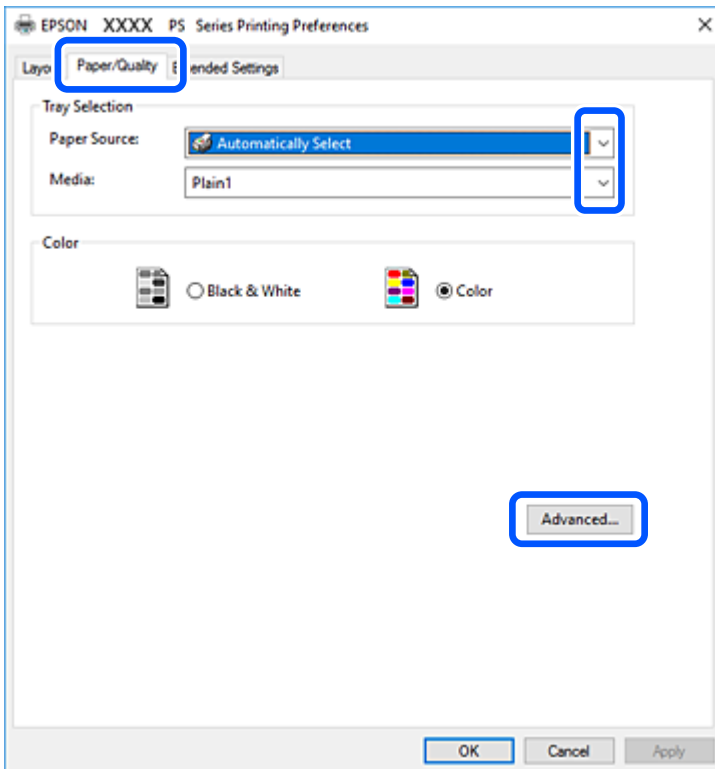 EPSON XXXX PS Series Printing Preferences
Paper/Quality
Tray Selection
Paper Source: Automatically Select
Media: Plain1
Color
Black & White Color
Advanced...
OK Cancel Apply